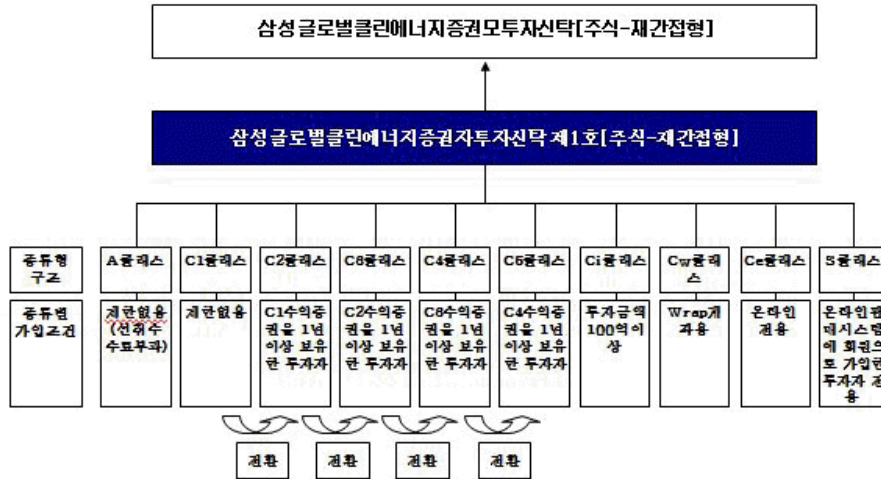 삼성글로벌클린에너지증권모투자신탁[주식-재간접형]
삼성글로벌클린에너지증권자투자신탁 제1호[주식-재간접형]
종류형
구조
A클래스
C1클래스
C2클래스
C3클래스
C4클래스
C5클래스
Ci클래스
Cw클래
스
Ce클래스
S클래스
종류별
가입조건
제한없음
(선취수
수료부과)
제한없음
C1수익증
권을 1년
이상 보유
한 투자자
C2수익증
권을 1년
이상 보유
한 투자자
C3수익증
권을 1년
이상 보유
한 투자자
C4수익증
권을 1년
이상 보유
한 투자자
투자금액
100억이
상
Wrap계
좌용
온라인
전용
온라인판
매시스템
에 회원으
로 가입한
투자자 전
용
전환
전환
전환
전환